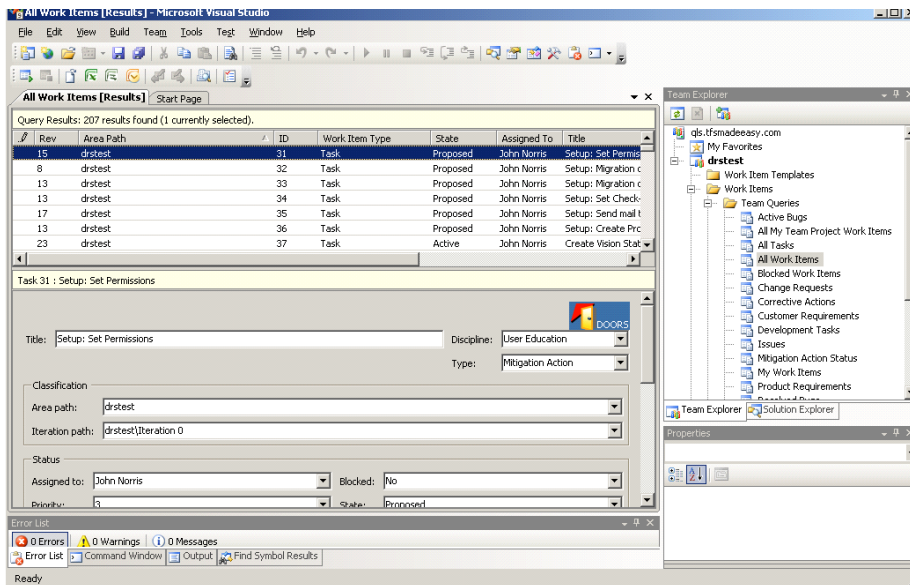 All Work Items [Results] - Microsoft Visual Studio
File Edit View Build Team Tools Test Window Help
All Work Items [Results] Start Page
Query Results: 207 results found (1 currently selected).
Rev Area Path ID Work Item Type State Assigned To Title
15 drstest 31 Task Proposed John Norris Setup: Set Permis
8 drstest 32 Task Proposed John Norris Setup: Migration c
13 drstest 33 Task Proposed John Norris Setup: Migration c
13 drstest 34 Task Proposed John Norris Setup: Set Check-
17 drstest 35 Task Proposed John Norris Setup: Send mail t
13 drstest 36 Task Proposed John Norris Setup: Create Prc
23 drstest 37 Task Active John Norris Create Vision Stat
Task 31 : Setup: Set Permissions
DOORS
Title: Setup: Set Permissions Discipline: User Education
Type: Mitigation Action
Classification
Area path: drstest
Iteration path: drstest\Iteration 0
Status
Assigned to: John Norris Blocked: No
Priority: 3 State: Proposed
Error List
0 Errors 0 Warnings 0 Messages
Error List Command Window Output Find Symbol Results
Ready
Team Explorer
qls.tfsmadeeasy.com
My Favorites
drstest
Work Item Templates
Work Items
Team Queries
Active Bugs
All My Team Project Work Items
All Tasks
All Work Items
Blocked Work Items
Change Requests
Corrective Actions
Customer Requirements
Development Tasks
Issues
Mitigation Action Status
My Work Items
Product Requirements
Resolved Bugs
Team Explorer Solution Explorer
Properties